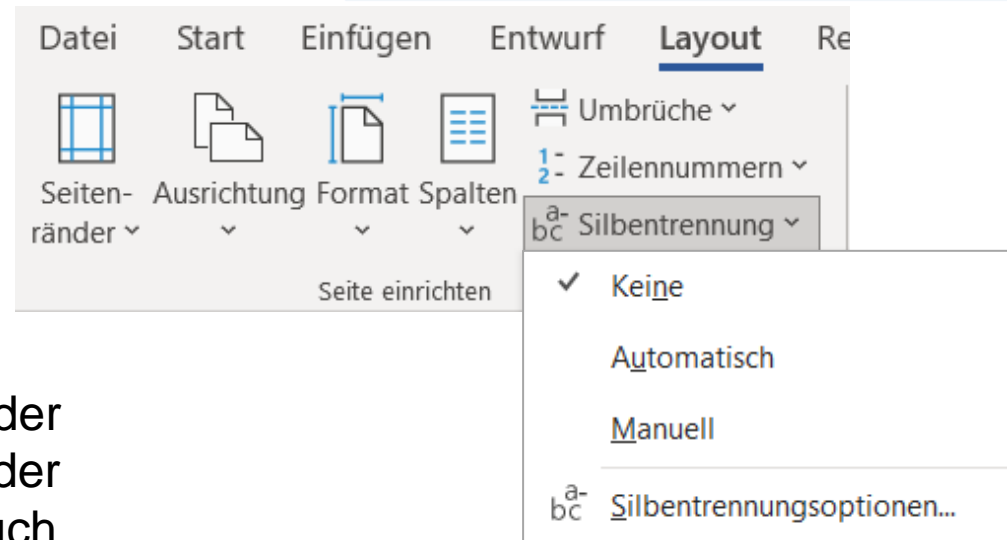 Datei Start Einfügen Entwurf Layout Re
Umbrüche
Zeilennummern
Seiten-ränder Ausrichtung Format Spalten
Silbentrennung
Seite einrichten
Keine
Automatisch
Manuell
Silbentrennungsoptionen...
der
der
uch